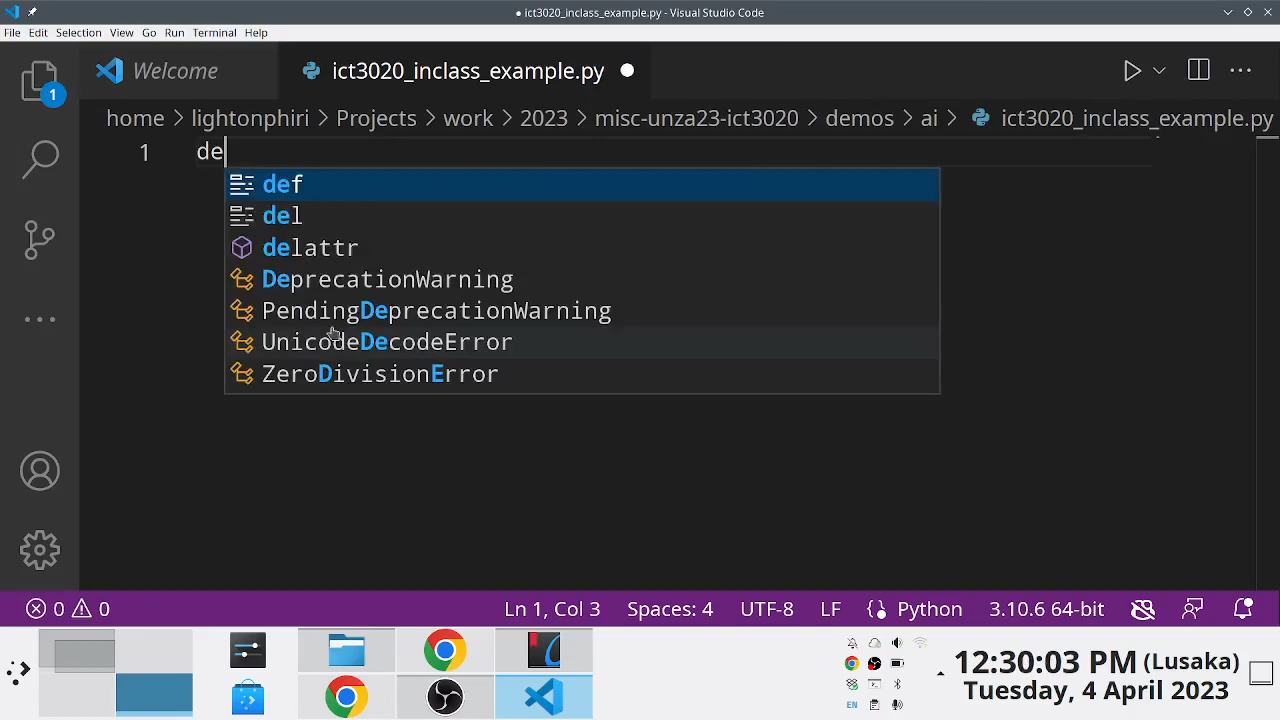 ict3020_inclass_example.py - Visual Studio Code
File Edit Selection View Go Run Terminal Help
Welcome
ict3020_inclass_example.py
home > lightonphiri > Projects > work > 2023 > misc-unza23-ict3020 > demos > ai > ict3020_inclass_example.py
1
1 de
def
del
delattr
DeprecationWarning
PendingDeprecationWarning
UnicodeDecodeError
ZeroDivisionError
0 0 Ln 1, Col 3 Spaces: 4 UTF-8 LF Python 3.10.6 64-bit
12:30:03 PM (Lusaka)
Tuesday, 4 April 2023
EN